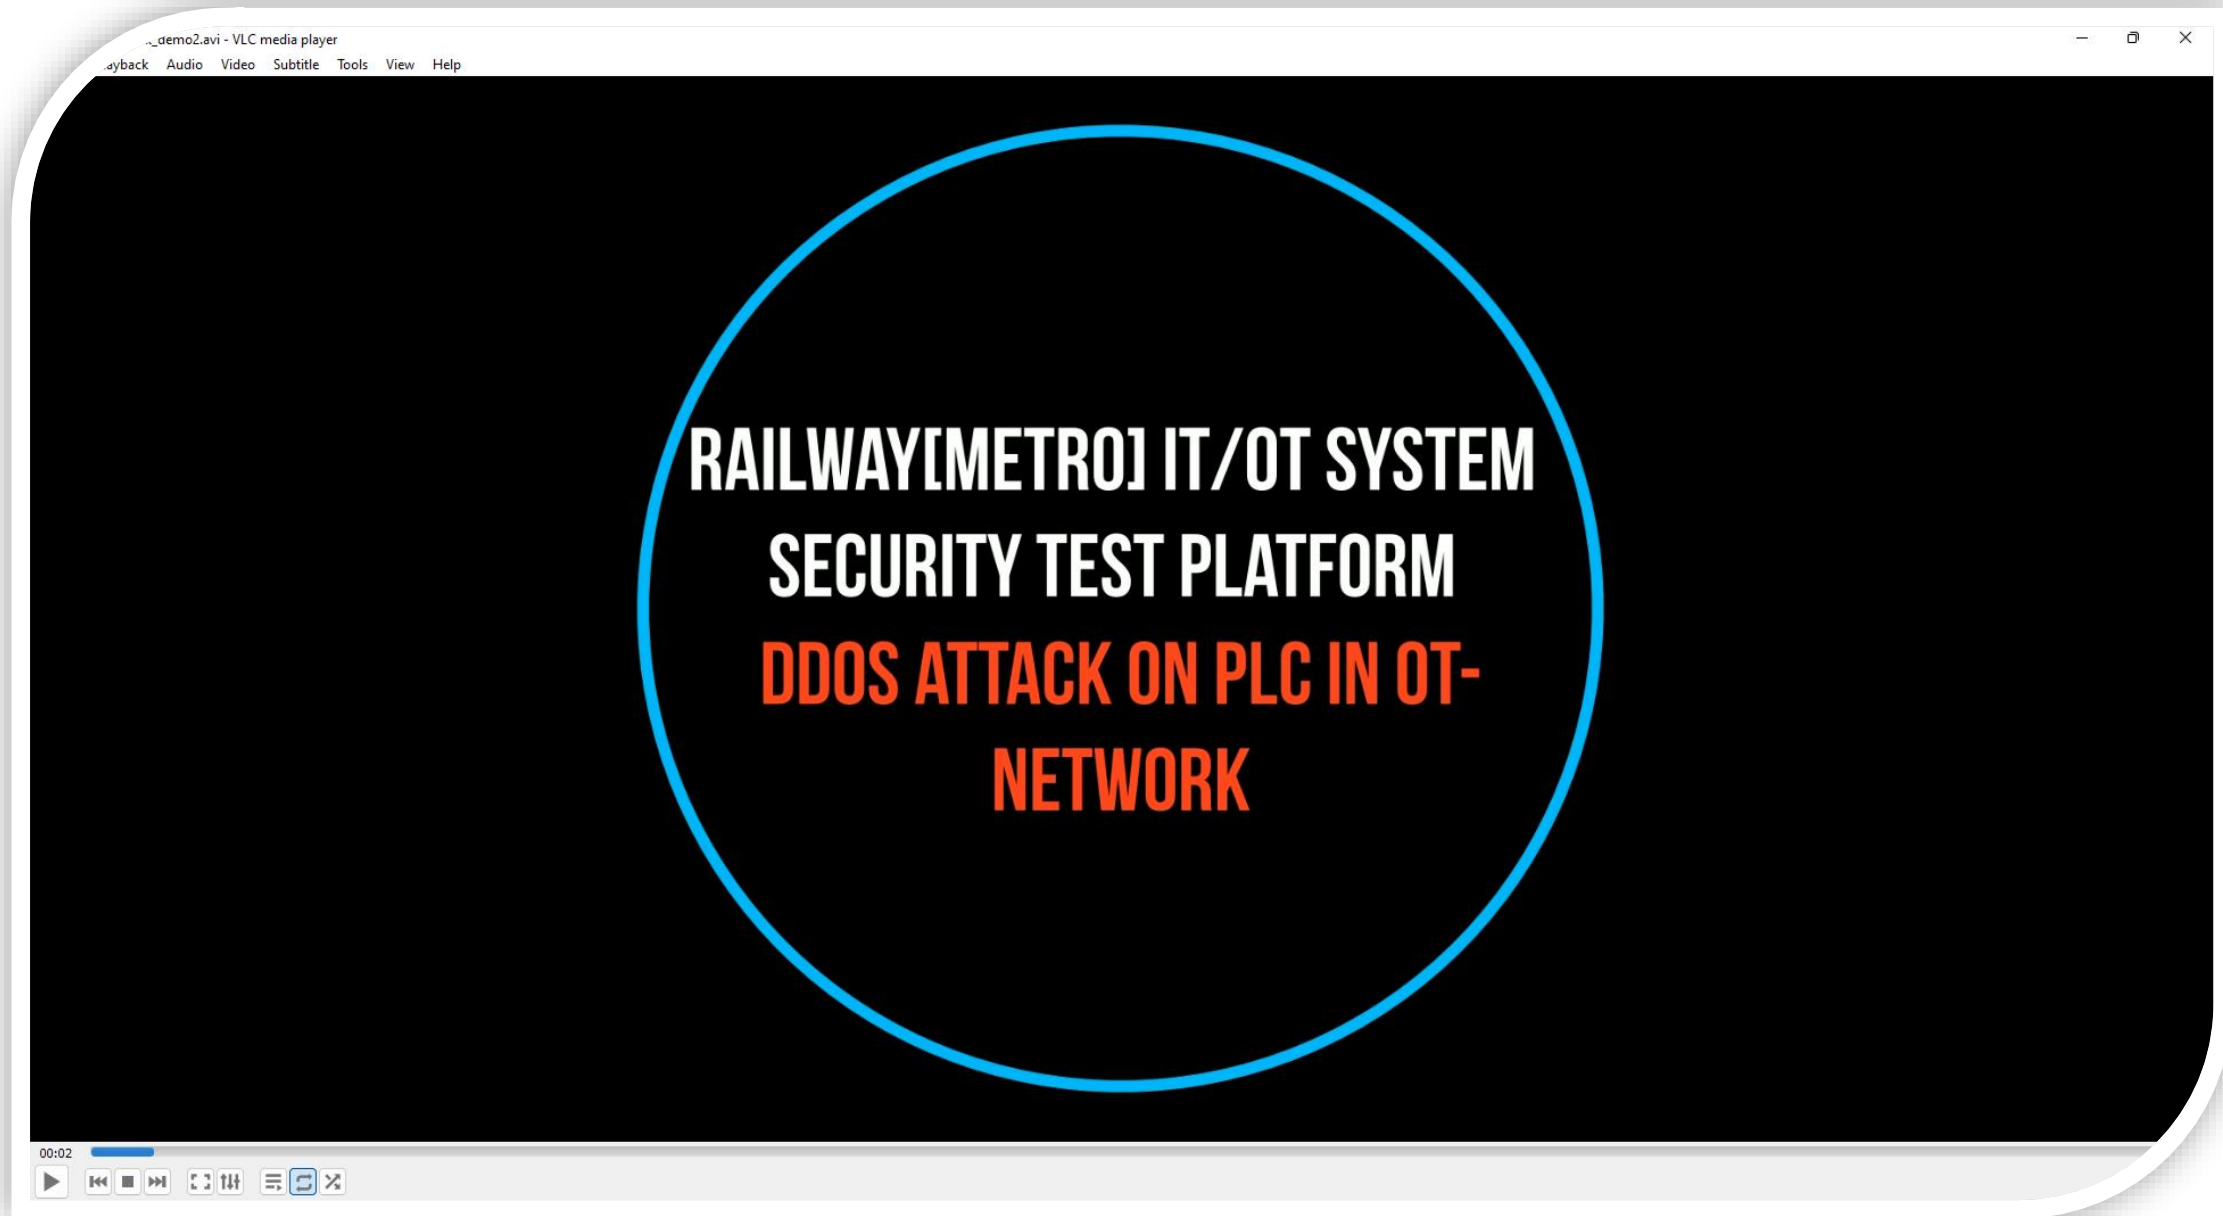 _demo2.avi - VLC media player
Audio Video Subtitle Tools View Help
RAILWAY[METRO] IT/OT SYSTEM
SECURITY TEST PLATFORM
DDOS ATTACK ON PLC IN OT-
NETWORK
00:02